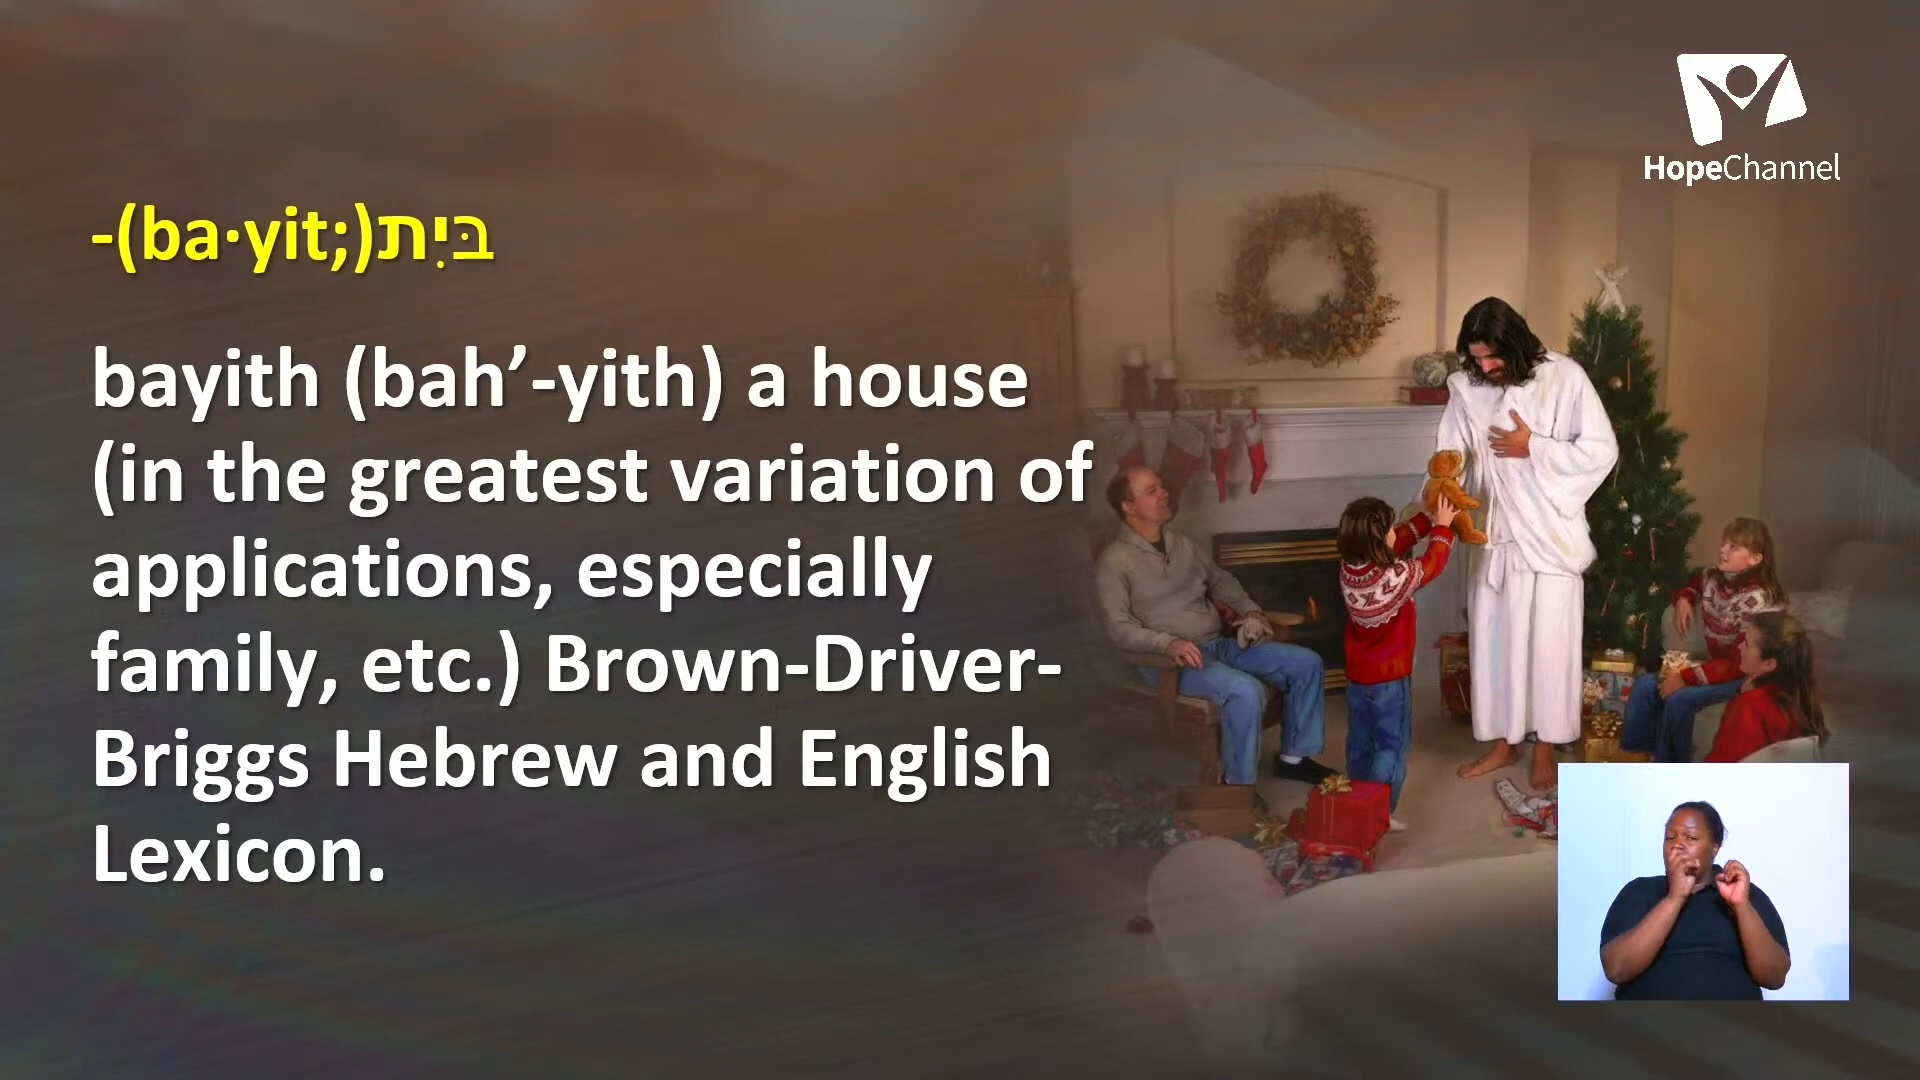 HopeChannel
-(ba·yit;)בּיִת
bayith (bah’-yith) a house
(in the greatest variation of
applications, especially
family, etc.) Brown-Driver-
Briggs Hebrew and English
Lexicon.